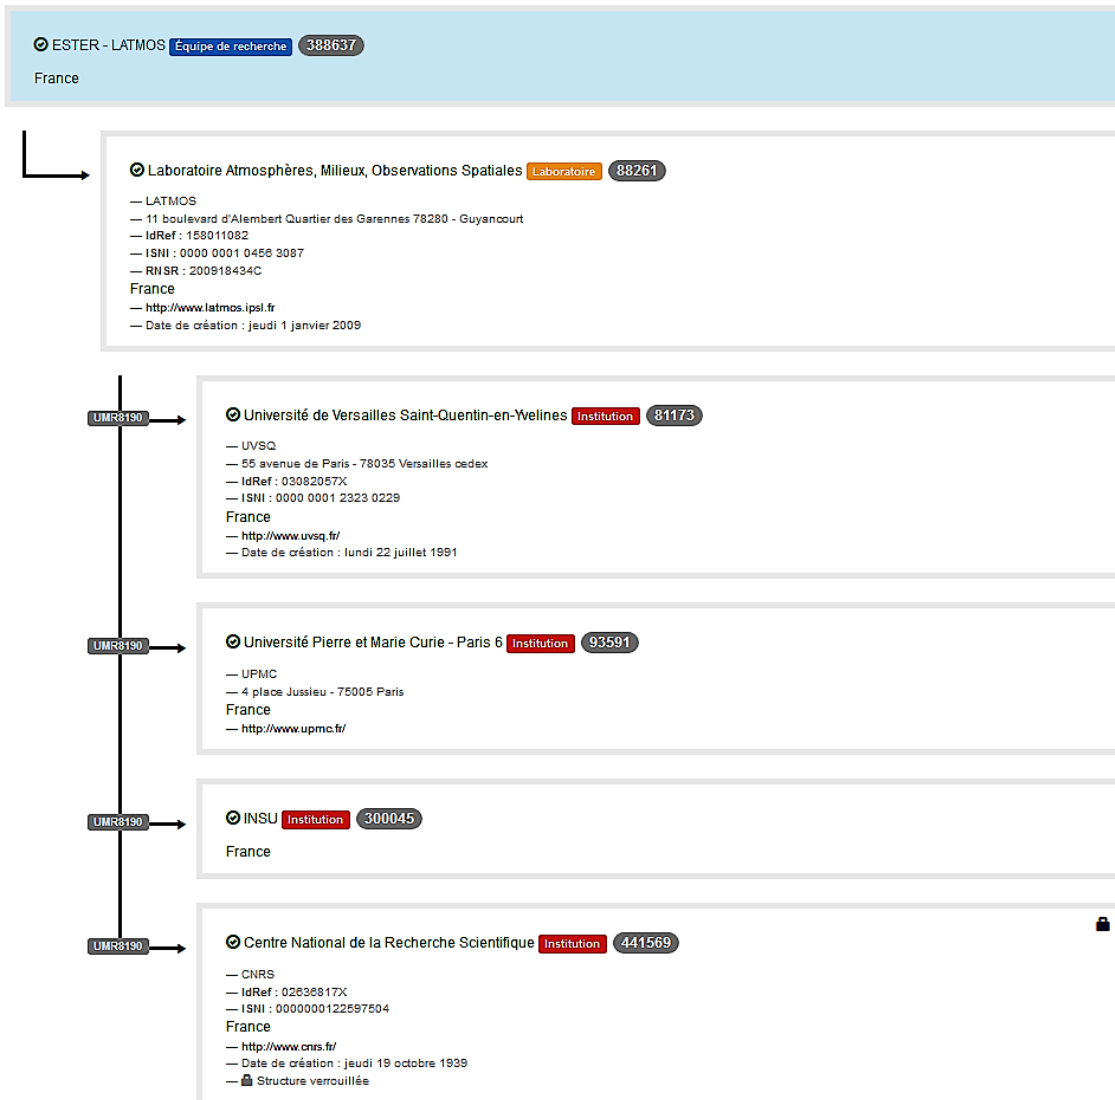 ESTER - LATMOS Équipe de recherche 388637
France
Laboratoire Atmosphères, Milieux, Observations Spatiales Laboratoire 88261
— LATMOS
— 11 boulevard d'Alembert Quartier des Garennes 78280 - Guyancourt
— IdRef : 158011082
— ISNI : 0000 0001 0456 3087
— RNSR : 200918434C
France
— http://www.latmos.ipsl.fr
— Date de création : jeudi 1 janvier 2009
UMR8190
Université de Versailles Saint-Quentin-en-Yvelines Institution 81173
— UVSQ
— 55 avenue de Paris - 78035 Versailles cedex
— IdRef : 03082057X
— ISNI : 0000 0001 2323 0229
France
— http://www.uvsq.fr/
— Date de création : lundi 22 juillet 1991
UMR8190
Université Pierre et Marie Curie - Paris 6 Institution 93591
— UPMC
— 4 place Jussieu - 75005 Paris
France
— http://www.upmc.fr/
UMR8190
INSU Institution 300045
France
UMR8190
Centre National de la Recherche Scientifique Institution 441569
— CNRS
— IdRef : 02636817X
— ISNI : 0000000122597504
France
— http://www.cnrs.fr/
— Date de création : jeudi 19 octobre 1939
— Structure verrouillée